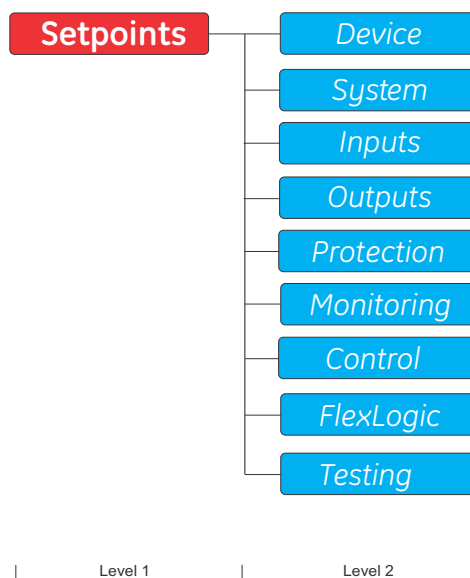 Setpoints
Device
System
Inputs
Outputs
Protection
Monitoring
Control
FlexLogic
Testing
| Level 1 | Level 2